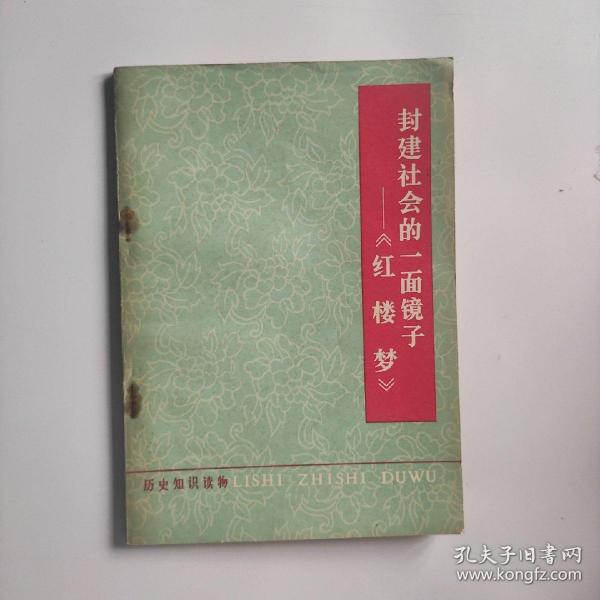 封建社会的一面镜子
——《红楼梦》
历史知识读物 LISHI ZHISHI DUWU
孔夫子旧书网
www.kongfz.com